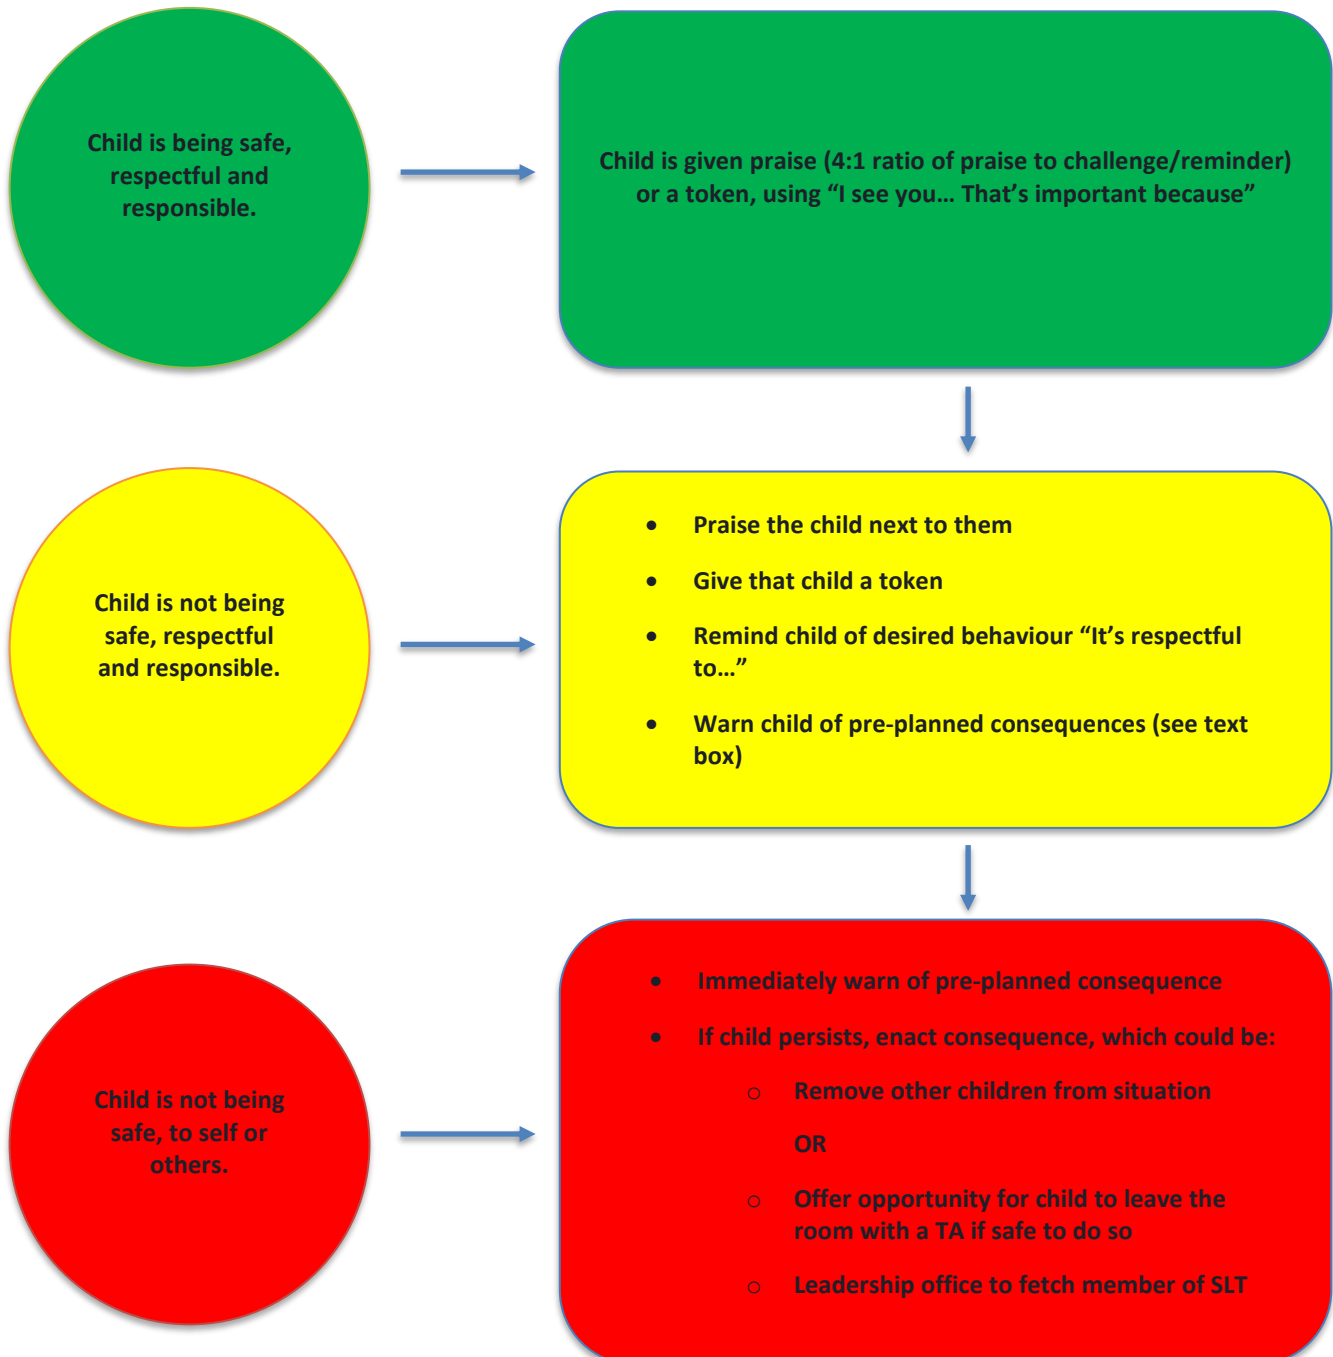 Child is being safe,
respectful and
responsible.
Child is given praise (4:1 ratio of praise to challenge/reminder)
or a token, using “I see you… That’s important because”
Child is not being
safe, respectful
and responsible.
• Praise the child next to them
• Give that child a token
• Remind child of desired behaviour “It’s respectful
to…”
• Warn child of pre-planned consequences (see text
box)
Child is not being
safe, to self or
others.
• Immediately warn of pre-planned consequence
• If child persists, enact consequence, which could be:
o Remove other children from situation
OR
o Offer opportunity for child to leave the
room with a TA if safe to do so
o Leadership office to fetch member of SLT